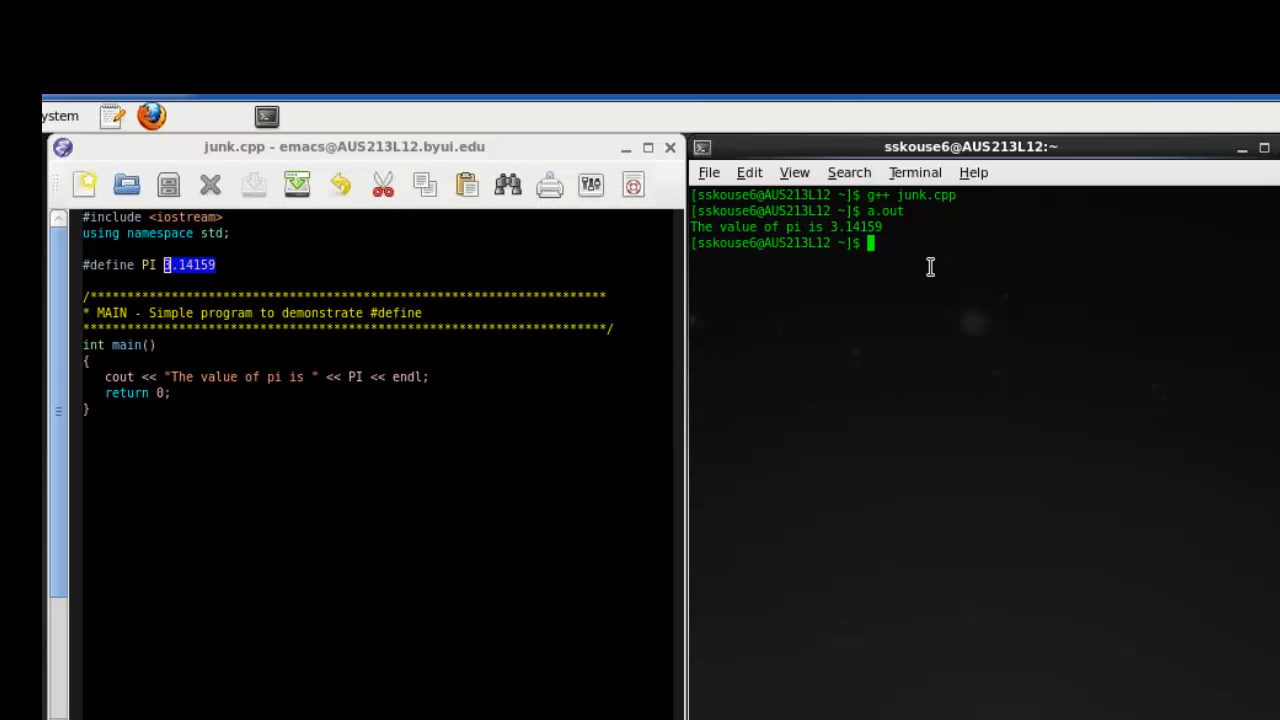 ystem
junk.cpp - emacs@AUS213L12.byui.edu
#include <iostream>
using namespace std;
#define PI 3.14159
/**********************************************************************
* MAIN - Simple program to demonstrate #define
***********************************************************************/
int main()
{
cout << "The value of pi is " << PI << endl;
return 0;
}
sskouse6@AUS213L12:~
File Edit View Search Terminal Help
[sskouse6@AUS213L12 ~]$ g++ junk.cpp
[sskouse6@AUS213L12 ~]$ a.out
The value of pi is 3.14159
[sskouse6@AUS213L12 ~]$